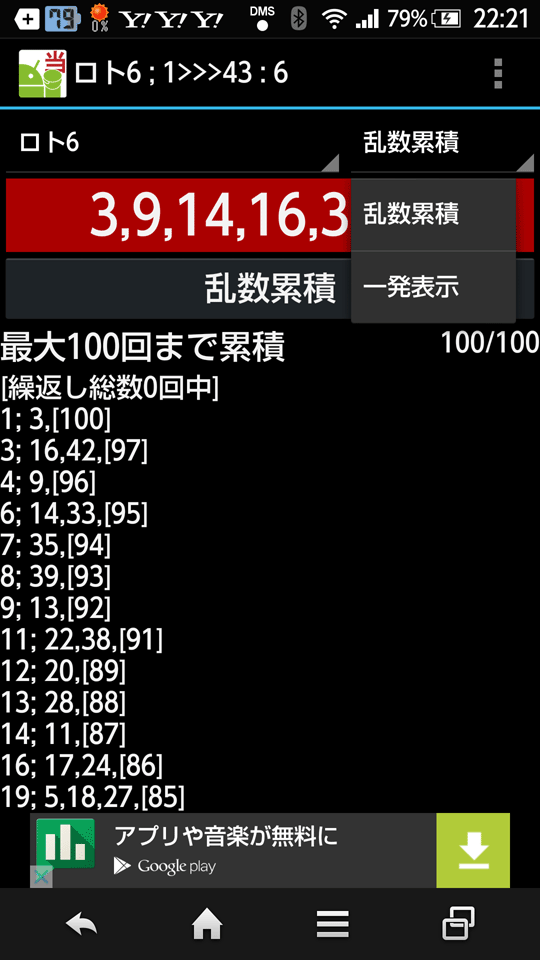 79 0% Y! Y! Y! DMS 79% 22:21
当 ロト6 ; 1>>>43 : 6
ロト6 乱数累積
3,9,14,16,3
乱数累積
一発表示
乱数累積
最大100回まで累積 100/100
[繰返し総数0回中]
1; 3,[100]
3; 16,42,[97]
4; 9,[96]
6; 14,33,[95]
7; 35,[94]
8; 39,[93]
9; 13,[92]
11; 22,38,[91]
12; 20,[89]
13; 28,[88]
14; 11,[87]
16; 17,24,[86]
19; 5,18,27,[85]
アプリや音楽が無料に
Google play